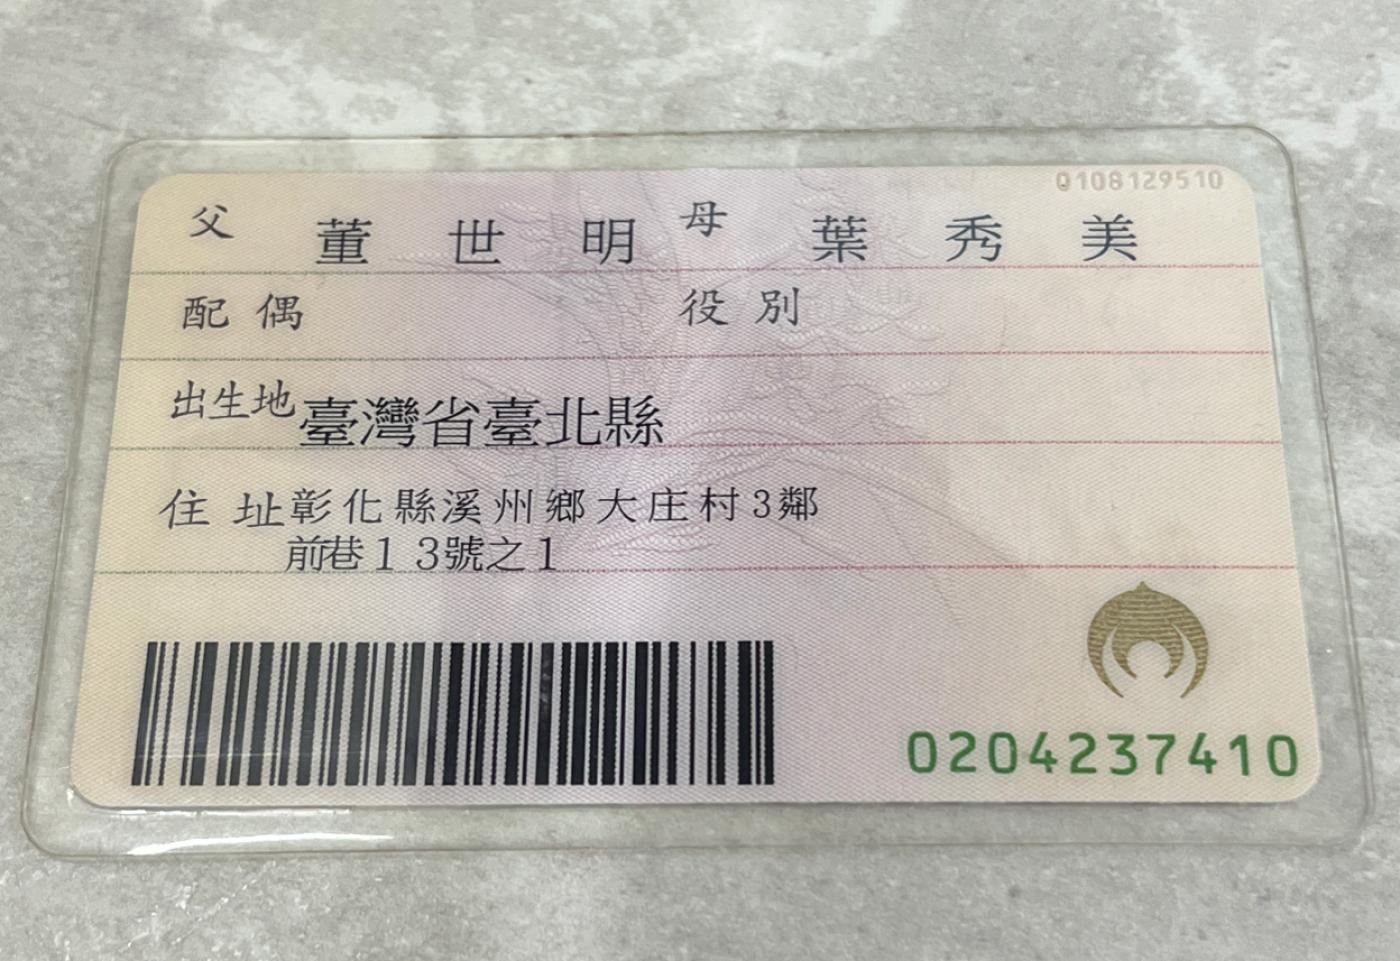 0108129510
父 董世明 母 葉秀美
配偶 役別
出生地 臺灣省臺北縣
住址 彰化縣溪州鄉大庄村3鄰
前巷13號之1
0204237410